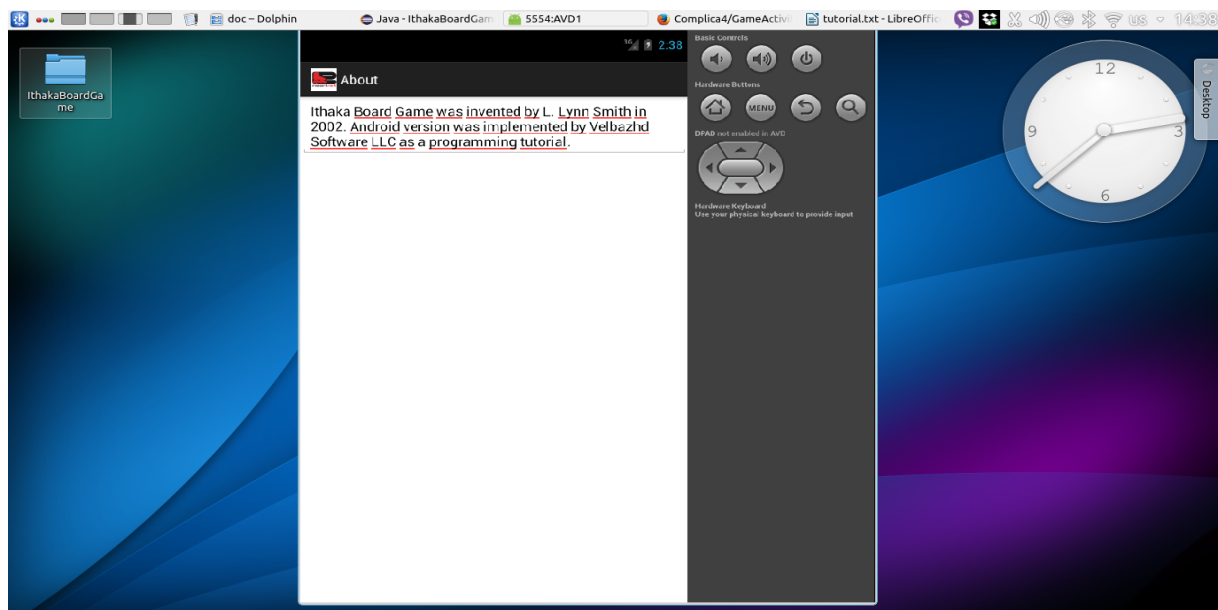 doc – Dolphin
Java - IthakaBoardGam
5554:AVD1
Complica4/GameActivi
tutorial.txt - LibreOffic
us
14:38
IthakaBoardGa
me
3G
2.38
About
Ithaka Board Game was invented by L. Lynn Smith in
2002. Android version was implemented by Velbazhd
Software LLC as a programming tutorial.
Basic Controls
Hardware Buttons
MENU
DPAD not enabled in AVD
Hardware Keyboard
Use your physical keyboard to provide input
12
9
3
6
Desktop